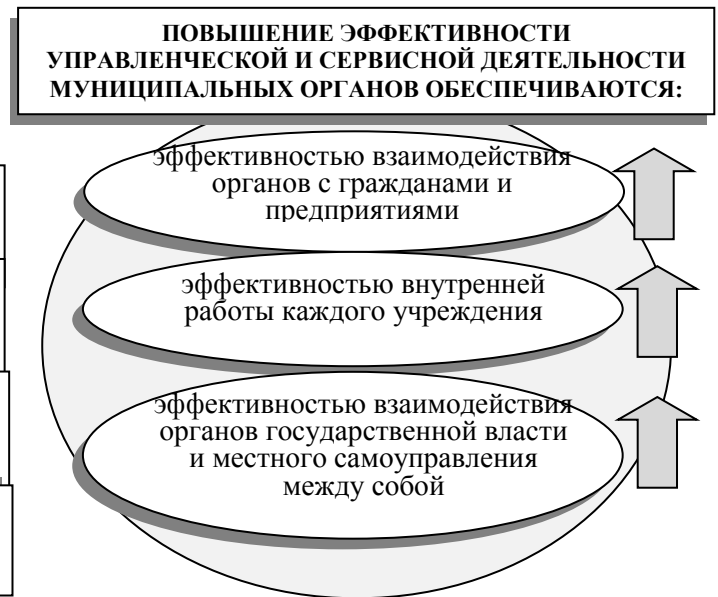 ПОВЫШЕНИЕ ЭФФЕКТИВНОСТИ
УПРАВЛЕНЧЕСКОЙ И СЕРВИСНОЙ ДЕЯТЕЛЬНОСТИ
МУНИЦИПАЛЬНЫХ ОРГАНОВ ОБЕСПЕЧИВАЮТСЯ:
эффективностью взаимодействия
органов с гражданами и
предприятиями
эффективностью внутренней
работы каждого учреждения
эффективностью взаимодействия
органов государственной власти
и местного самоуправления
между собой